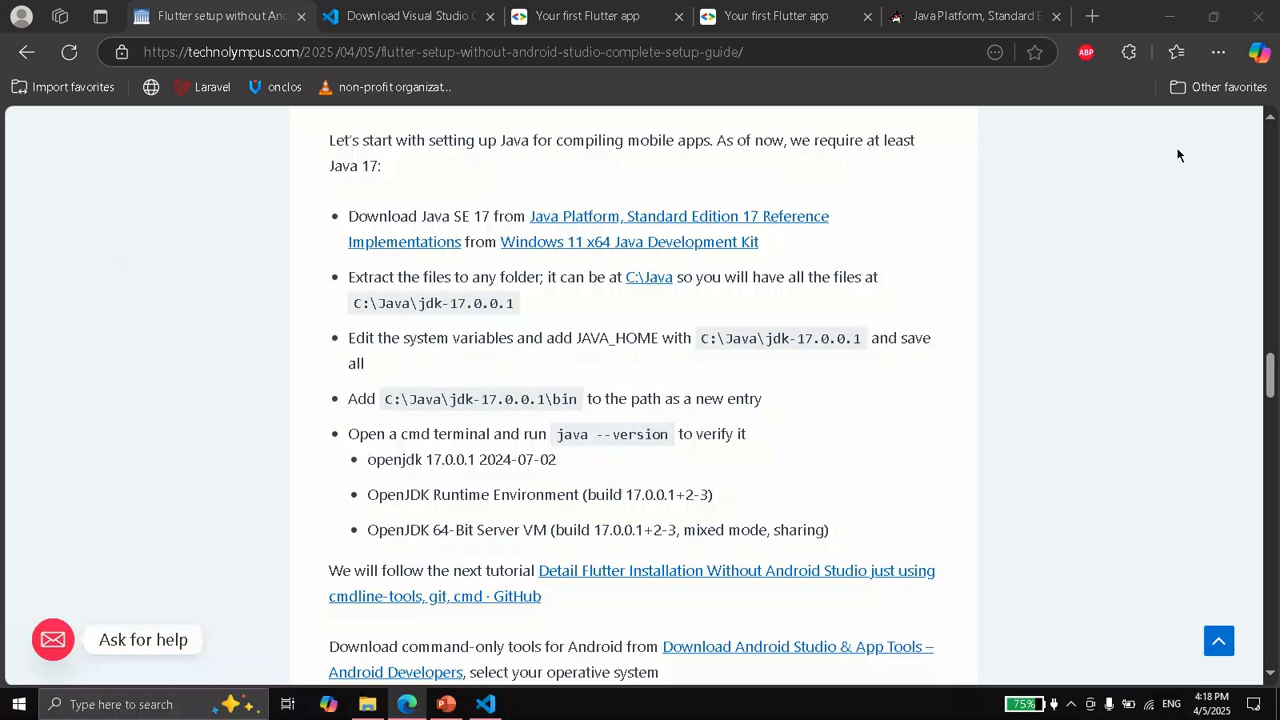 Flutter setup without An
Download Visual Studio C
Your first Flutter app
Your first Flutter app
Java Platform, Standard E
https://technolympus.com/2025/04/05/flutter-setup-without-android-studio-complete-setup-guide/
ABP
Import favorites
Laravel
onclos
non-profit organizat...
Other favorites
Let's start with setting up Java for compiling mobile apps. As of now, we require at least
Java 17:
Download Java SE 17 from Java Platform, Standard Edition 17 Reference
Implementations from Windows 11 x64 Java Development Kit
Extract the files to any folder; it can be at C:\Java so you will have all the files at
C:\Java\jdk-17.0.0.1
Edit the system variables and add JAVA_HOME with C:\Java\jdk-17.0.0.1 and save
all
Add C:\Java\jdk-17.0.0.1\bin to the path as a new entry
Open a cmd terminal and run java --version to verify it
openjdk 17.0.0.1 2024-07-02
OpenJDK Runtime Environment (build 17.0.0.1+2-3)
OpenJDK 64-Bit Server VM (build 17.0.0.1+2-3, mixed mode, sharing)
We will follow the next tutorial Detail Flutter Installation Without Android Studio just using
cmdline-tools, git, cmd · GitHub
Ask for help
Download command-only tools for Android from Download Android Studio & App Tools –
Android Developers, select your operative system
Type here to search
75%
ENG
4:18 PM
4/5/2025